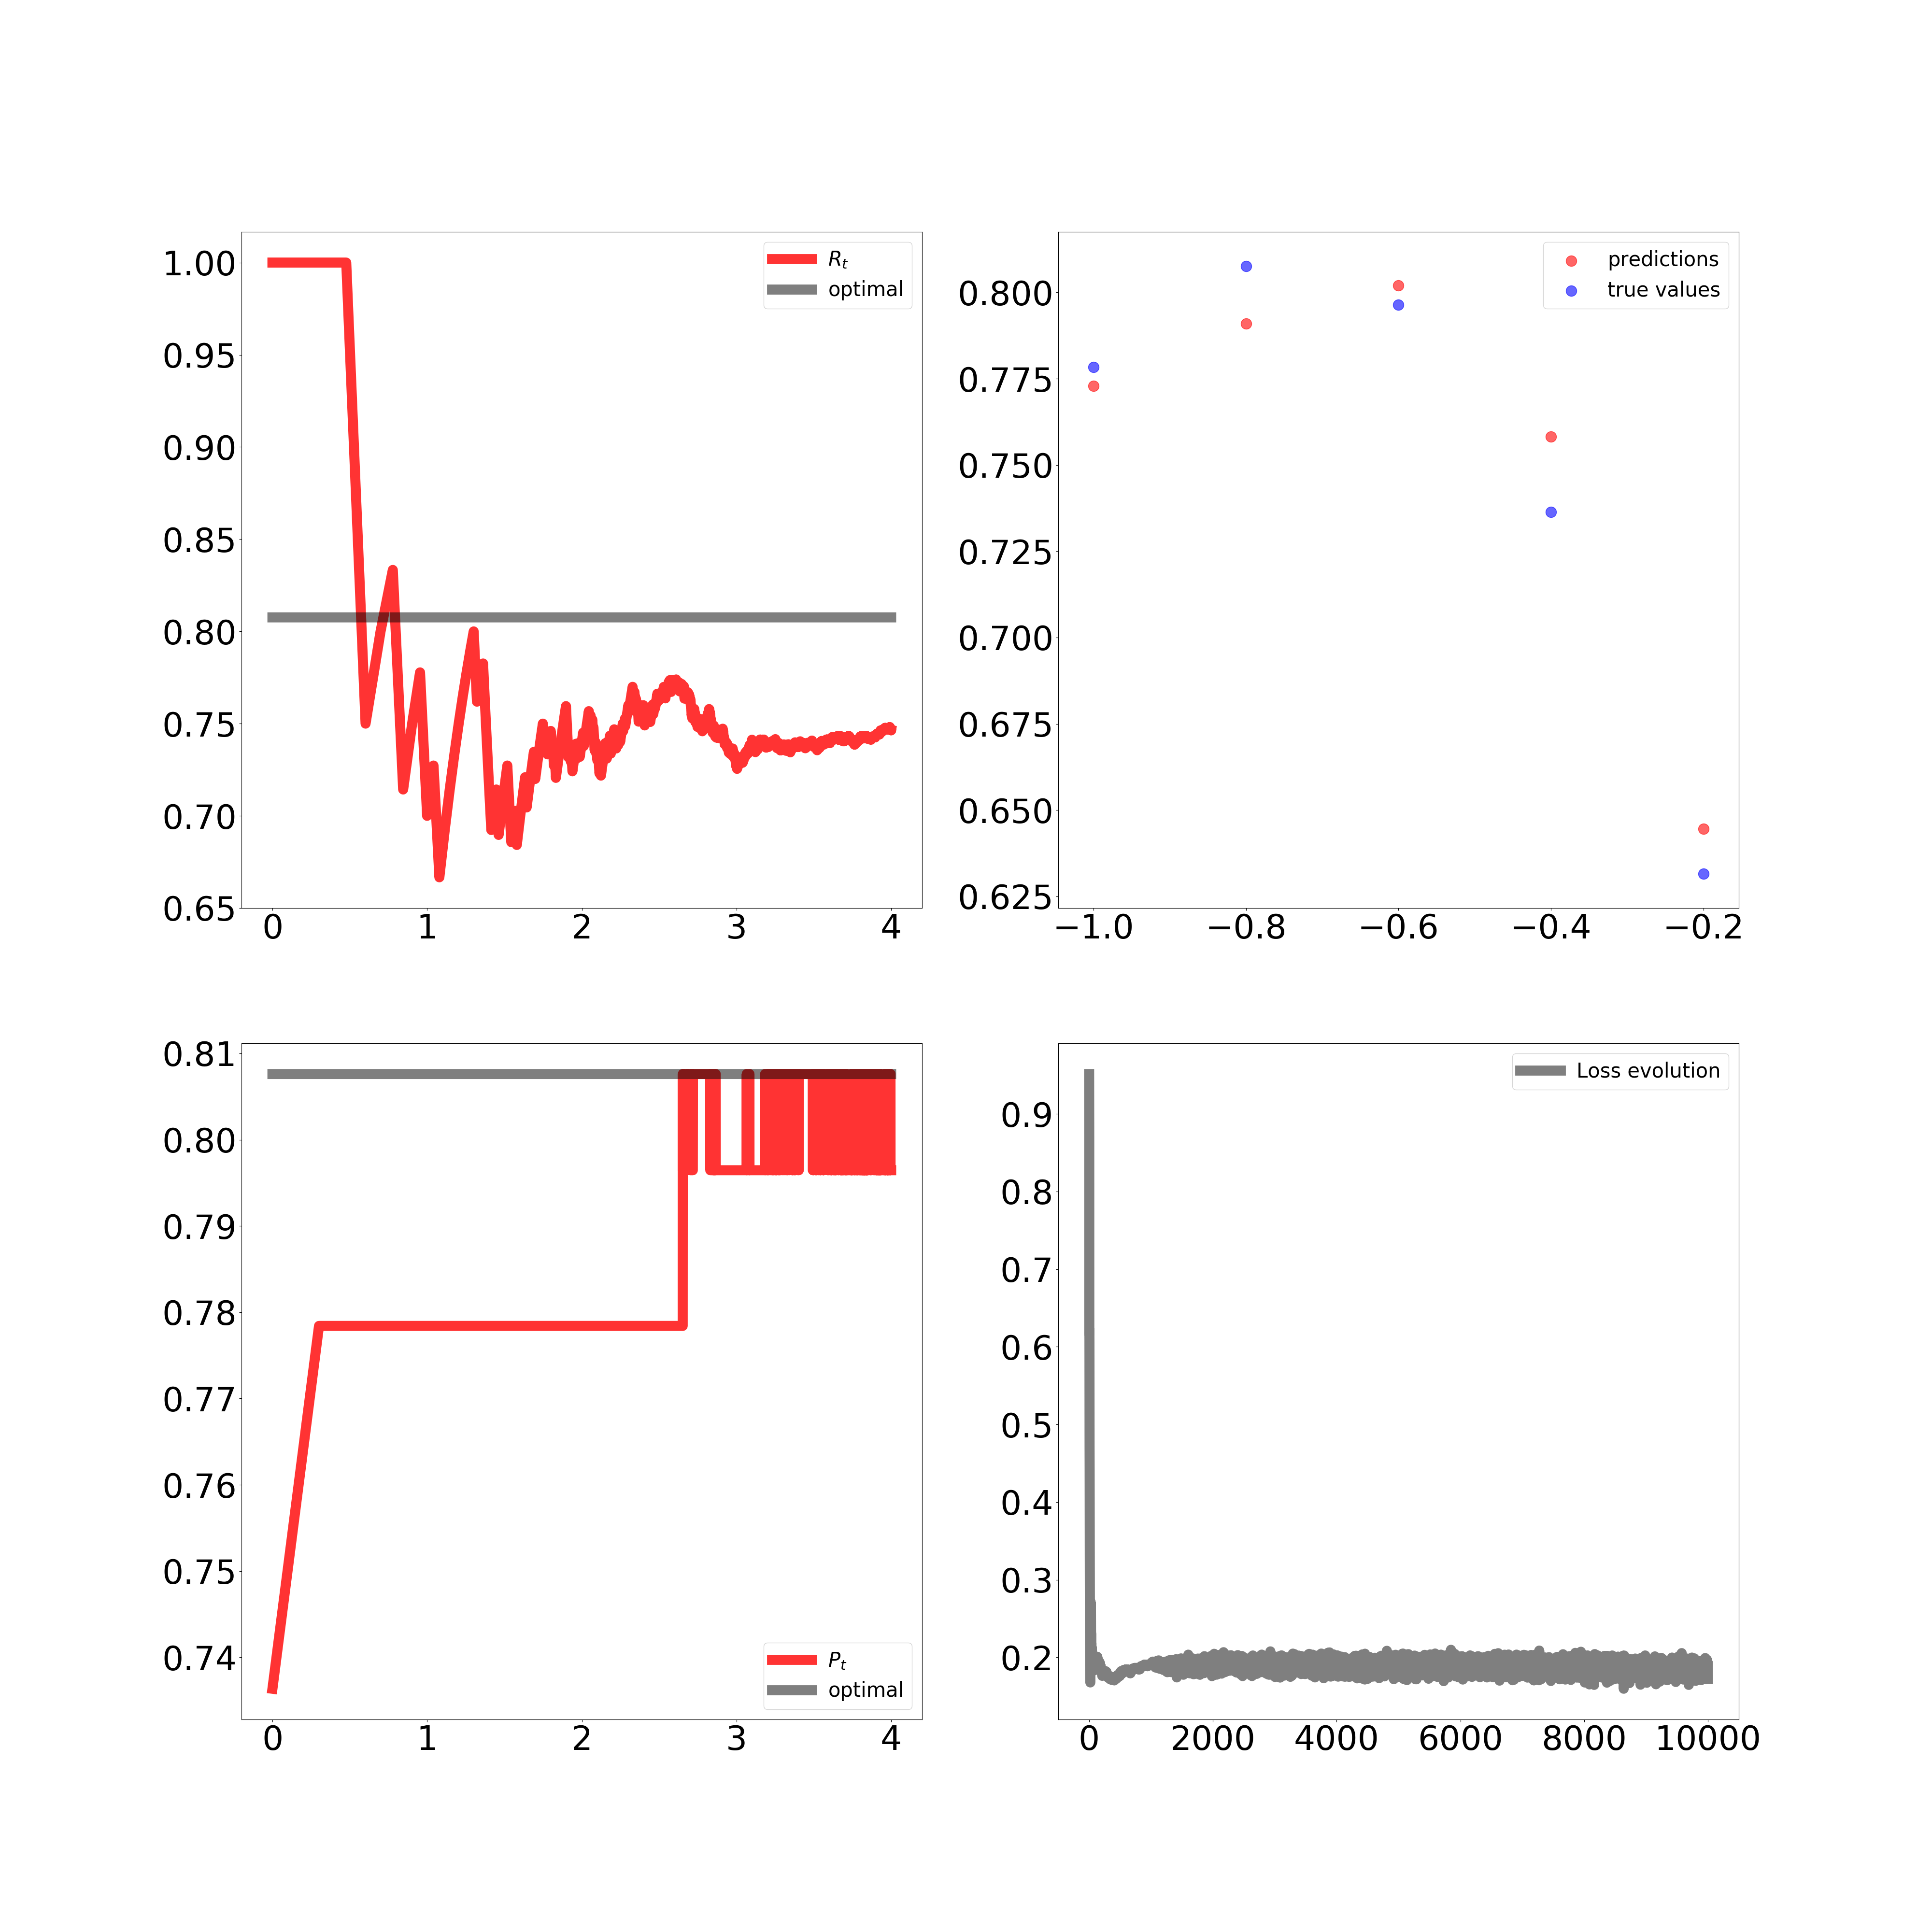 1.00
0.95
0.90
0.85
0.80
0.75
0.70
0.65
0 1 2 3 4
R_t
optimal
0.800
0.775
0.750
0.725
0.700
0.675
0.650
0.625
−1.0 −0.8 −0.6 −0.4 −0.2
predictions
true values
0.81
0.80
0.79
0.78
0.77
0.76
0.75
0.74
0 1 2 3 4
P_t
optimal
0.9
0.8
0.7
0.6
0.5
0.4
0.3
0.2
0 2000 4000 6000 8000 10000
Loss evolution